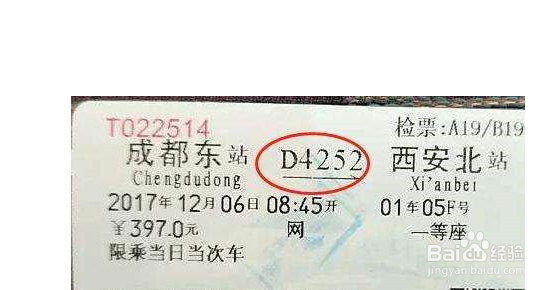 T022514
检票:A19/B19
成都东站 D4252 西安北站
Chengdudong Xi'anbei
2017年12月06日 08:45开 01车05F号
￥397.0元 网 一等座
限乘当日当次车
Baidu经验
jingyan.baidu.com